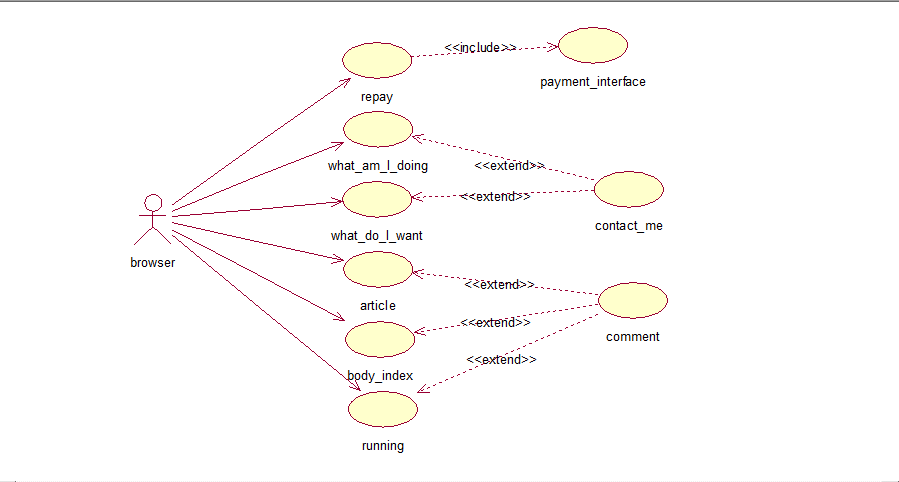 <<include>>
payment_interface
repay
what_am_I_doing
<<extend>>
<<extend>>
contact_me
what_do_I_want
browser
<<extend>>
article
<<extend>>
comment
<<extend>>
body_index
running